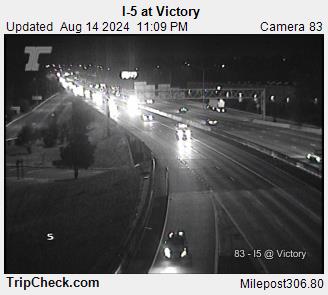 I-5 at Victory
Updated Aug 14 2024 11:09 PM Camera 83
T
S
83 - I5 @ Victory
TripCheck.com Milepost306.80